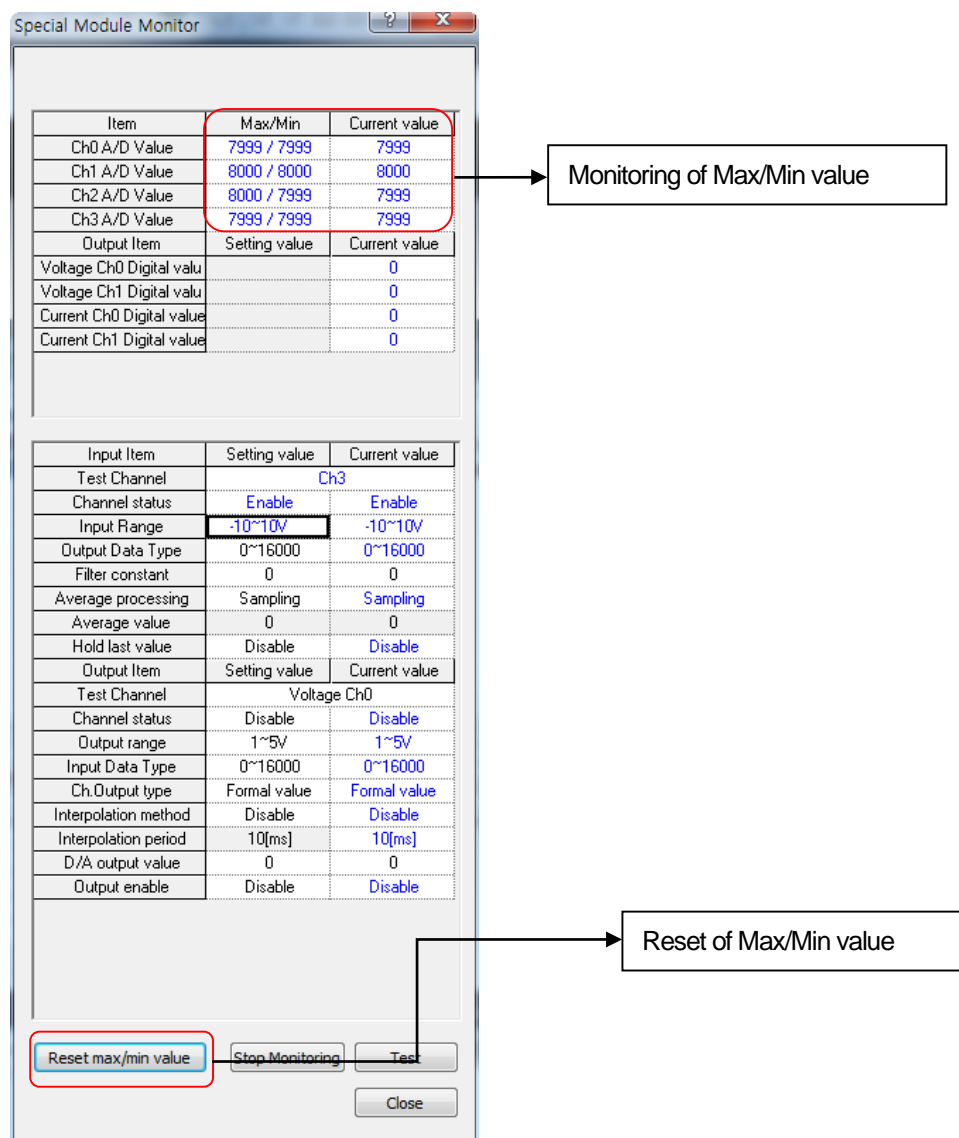 Special Module Monitor ? X
Item Max/Min Current value
Ch0 A/D Value 7999 / 7999 7999
Ch1 A/D Value 8000 / 8000 8000
Ch2 A/D Value 8000 / 7999 7999
Ch3 A/D Value 7999 / 7999 7999
Output Item Setting value Current value
Voltage Ch0 Digital valu 0
Voltage Ch1 Digital valu 0
Current Ch0 Digital value 0
Current Ch1 Digital value 0
Monitoring of Max/Min value
Input Item Setting value Current value
Test Channel Ch3
Channel status Enable Enable
Input Range -10~10V -10~10V
Output Data Type 0~16000 0~16000
Filter constant 0 0
Average processing Sampling Sampling
Average value 0 0
Hold last value Disable Disable
Output Item Setting value Current value
Test Channel Voltage Ch0
Channel status Disable Disable
Output range 1~5V 1~5V
Input Data Type 0~16000 0~16000
Ch.Output type Formal value Formal value
Interpolation method Disable Disable
Interpolation period 10[ms] 10[ms]
D/A output value 0 0
Output enable Disable Disable
Reset of Max/Min value
Reset max/min value Stop Monitoring Test
Close